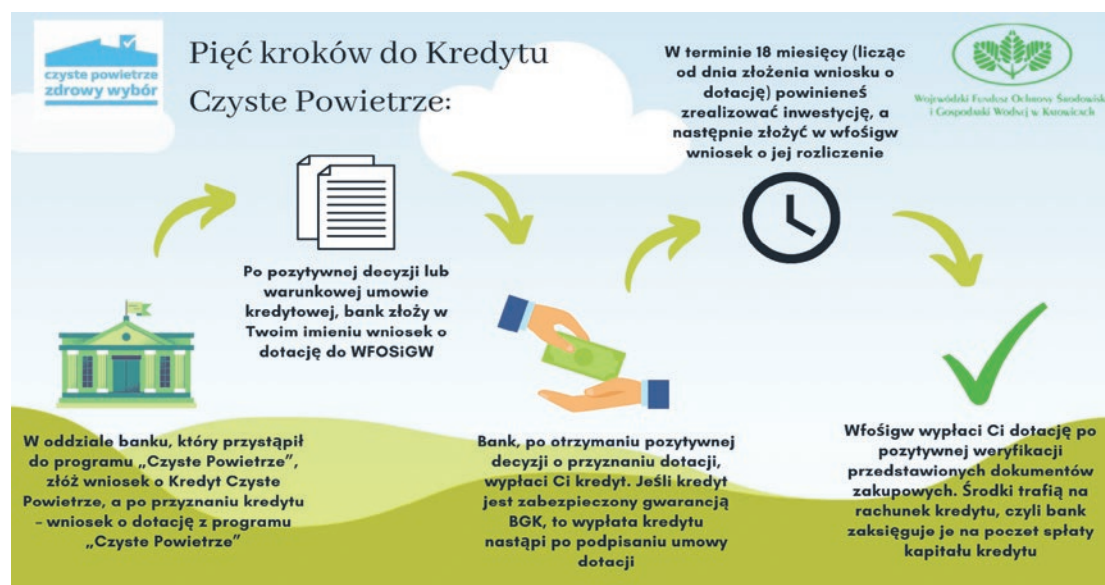 czyste powietrze
zdrowy wybór
Pięć kroków do Kredytu
Czyste Powietrze:
W oddziale banku, który przystąpił
do programu „Czyste Powietrze”,
złóż wniosek o Kredyt Czyste
Powietrze, a po przyznaniu kredytu
– wniosek o dotację z programu
„Czyste Powietrze”
Po pozytywnej decyzji lub
warunkowej umowie
kredytowej, bank złoży w
Twoim imieniu wniosek o
dotację do WFOSiGW
Bank, po otrzymaniu pozytywnej
decyzji o przyznaniu dotacji,
wypłaci Ci kredyt. Jeśli kredyt
jest zabezpieczony gwarancją
BGK, to wypłata kredytu
nastąpi po podpisaniu umowy
dotacji
W terminie 18 miesięcy (licząc
od dnia złożenia wniosku o
dotację) powinieneś
zrealizować inwestycję, a
następnie złożyć w wfośigw
wniosek o jej rozliczenie
Wfośigw wypłaci Ci dotację po
pozytywnej weryfikacji
przedstawionych dokumentów
zakupowych. Środki trafią na
rachunek kredytu, czyli bank
zaksięguje je na poczet spłaty
kapitału kredytu
Wojewódzki Fundusz Ochrony Środowiska
i Gospodarki Wodnej w Katowicach